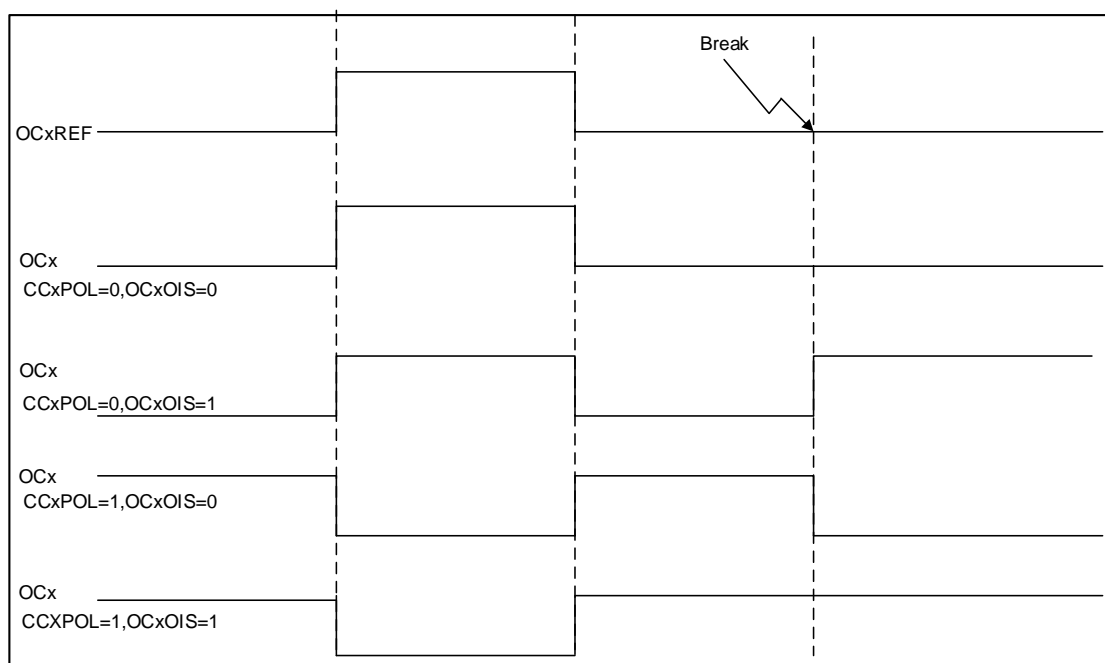 Break
OCxREF
OCx
CCxPOL=0,OCxOIS=0
OCx
CCxPOL=0,OCxOIS=1
OCx
CCxPOL=1,OCxOIS=0
OCx
CCXPOL=1,OCxOIS=1